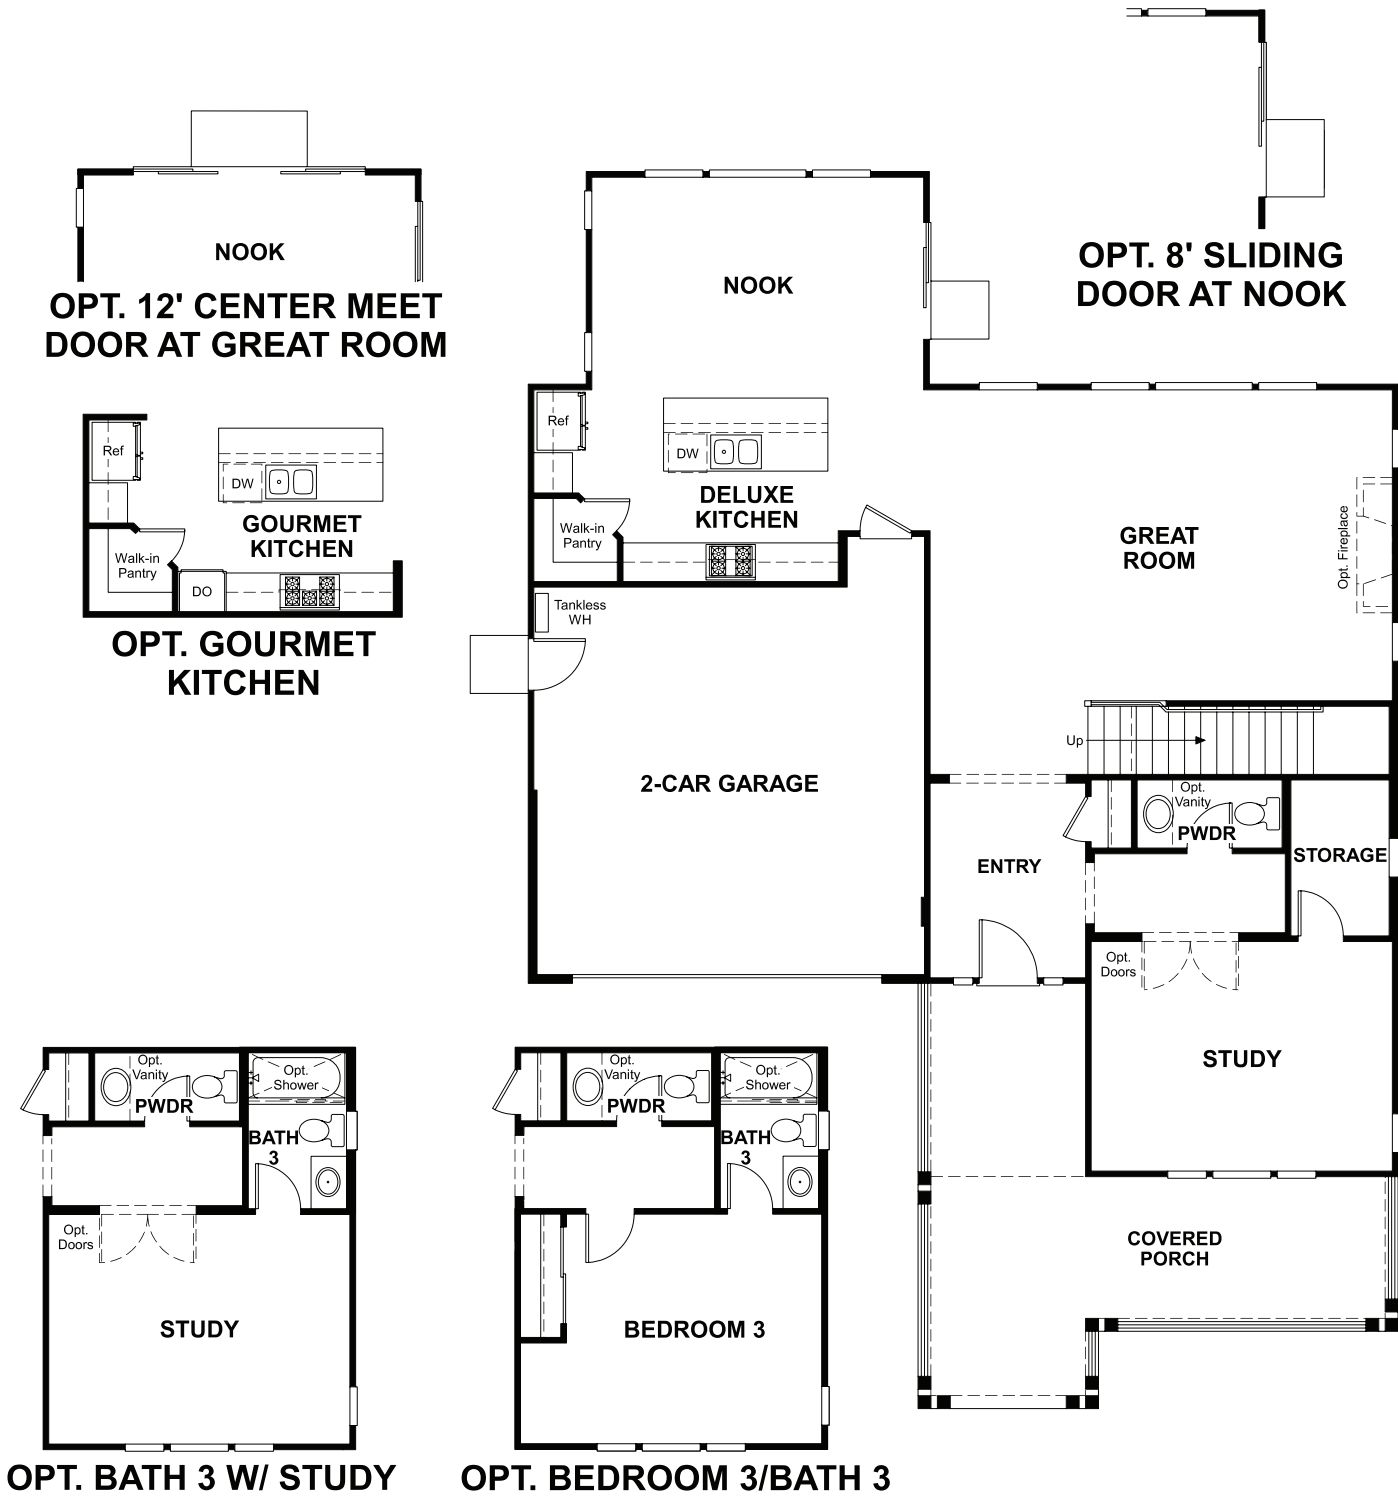 NOOK
OPT. 12' CENTER MEET
DOOR AT GREAT ROOM
Ref
DW
GOURMET
KITCHEN
Walk-in
Pantry
DO
OPT. GOURMET
KITCHEN
OPT. 8' SLIDING
DOOR AT NOOK
NOOK
Ref
DW
DELUXE
KITCHEN
Walk-in
Pantry
Tankless
WH
GREAT
ROOM
Opt. Fireplace
Up
2-CAR GARAGE
Opt.
Vanity
PWDR
ENTRY
STORAGE
Opt.
Doors
STUDY
COVERED
PORCH
Opt.
Vanity
PWDR
Opt.
Shower
BATH
3
Opt.
Doors
STUDY
OPT. BATH 3 W/ STUDY
Opt.
Vanity
PWDR
Opt.
Shower
BATH
3
BEDROOM 3
OPT. BEDROOM 3/BATH 3